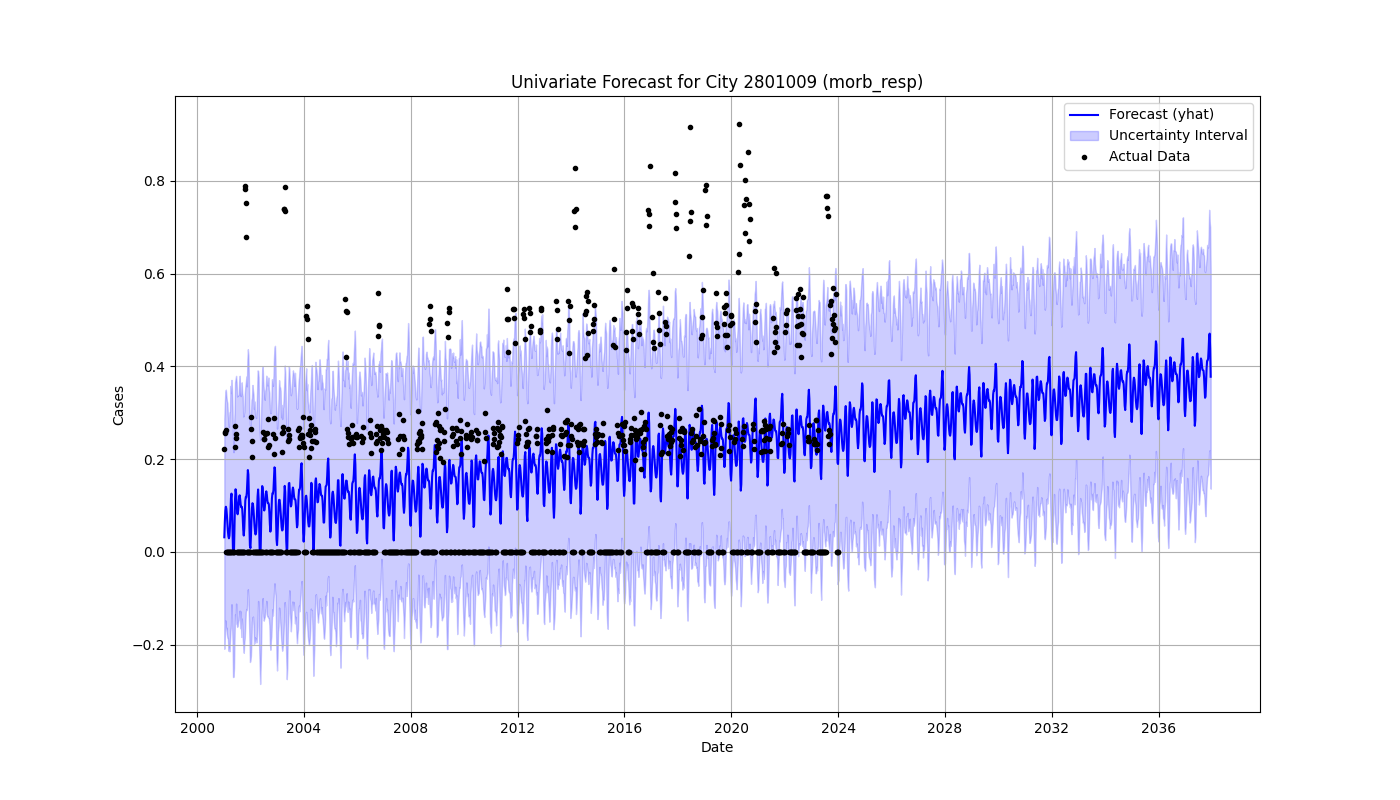 Univariate Forecast for City 2801009 (morb_resp)
Forecast (yhat)
Uncertainty Interval
Actual Data
Cases
0.8
0.6
0.4
0.2
0.0
−0.2
2000 2004 2008 2012 2016 2020 2024 2028 2032 2036
Date